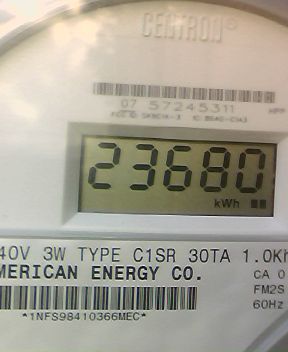 CENTRON®
07 57245311
23680
kWh
40V 3W TYPE C1SR 30TA 1.0Kh
MERICAN ENERGY CO.
CA 0
FM2S
60Hz
*1NFS98410366MEC*